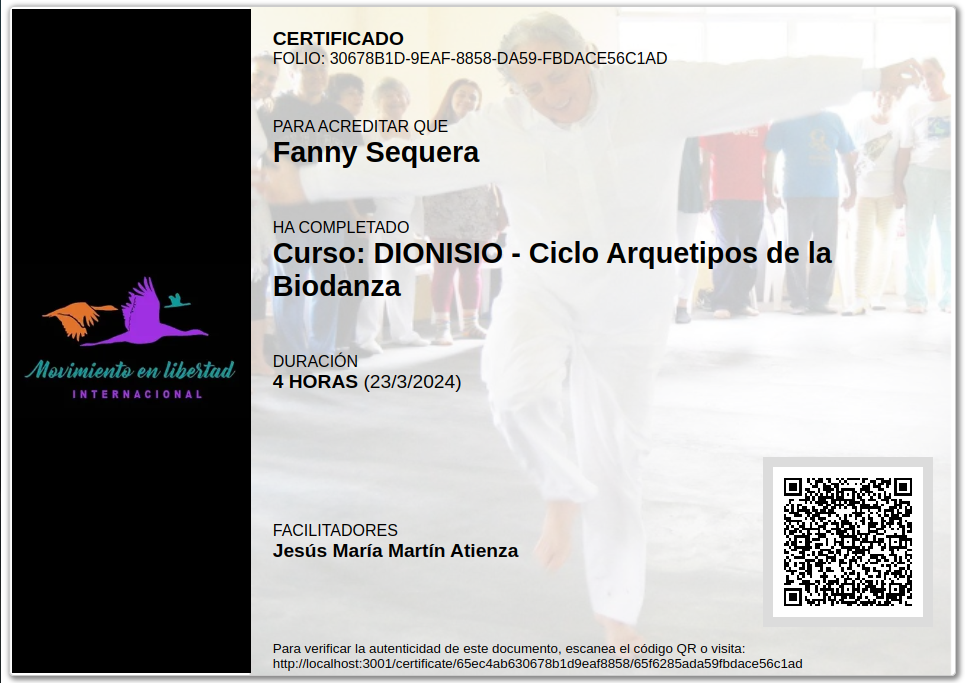 CERTIFICADO
FOLIO: 30678B1D-9EAF-8858-DA59-FBDACE56C1AD
PARA ACREDITAR QUE
Fanny Sequera
HA COMPLETADO
Curso: DIONISIO - Ciclo Arquetipos de la
Biodanza
Movimiento en libertad
INTERNACIONAL
DURACIÓN
4 HORAS (23/3/2024)
FACILITADORES
Jesús María Martín Atienza
Para verificar la autenticidad de este documento, escanea el código QR o visita:
http://localhost:3001/certificate/65ec4ab630678b1d9eaf8858/65f6285ada59fbdace56c1ad